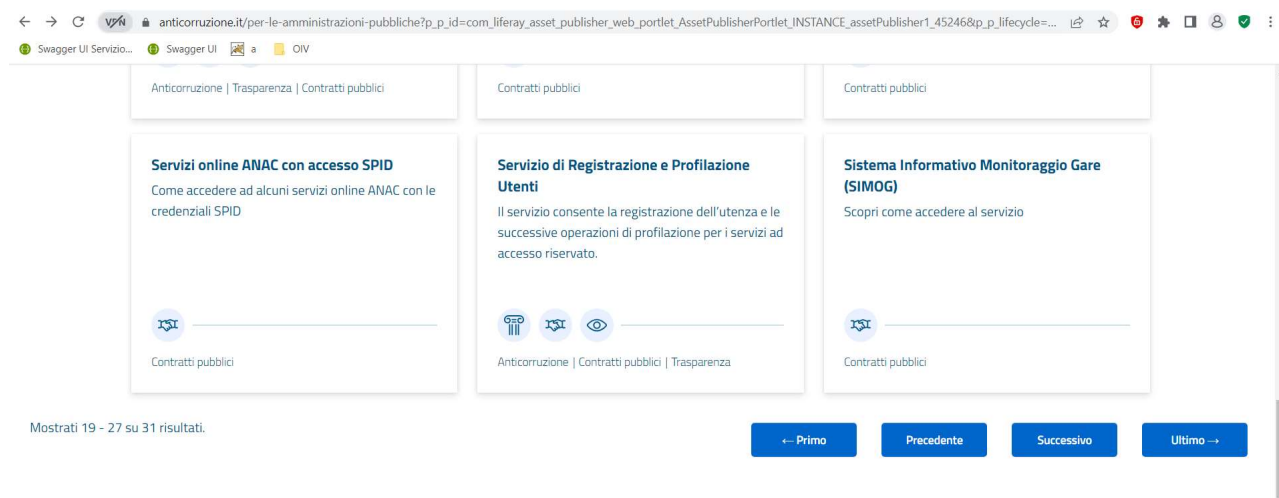 VPN
anticorruzione.it/per-le-amministrazioni-pubbliche?p_p_id=com_liferay_asset_publisher_web_portlet_AssetPublisherPortlet_INSTANCE_assetPublisher1_45246&p_p_lifecycle=...
6
Swagger UI Servizio... Swagger UI a OIV
Anticorruzione | Trasparenza | Contratti pubblici
Contratti pubblici
Contratti pubblici
Servizi online ANAC con accesso SPID
Come accedere ad alcuni servizi online ANAC con le
credenziali SPID
Contratti pubblici
Servizio di Registrazione e Profilazione
Utenti
Il servizio consente la registrazione dell'utenza e le
successive operazioni di profilazione per i servizi ad
accesso riservato.
Anticorruzione | Contratti pubblici | Trasparenza
Sistema Informativo Monitoraggio Gare
(SIMOG)
Scopri come accedere al servizio
Contratti pubblici
Mostrati 19 - 27 su 31 risultati.
← Primo
Precedente
Successivo
Ultimo →